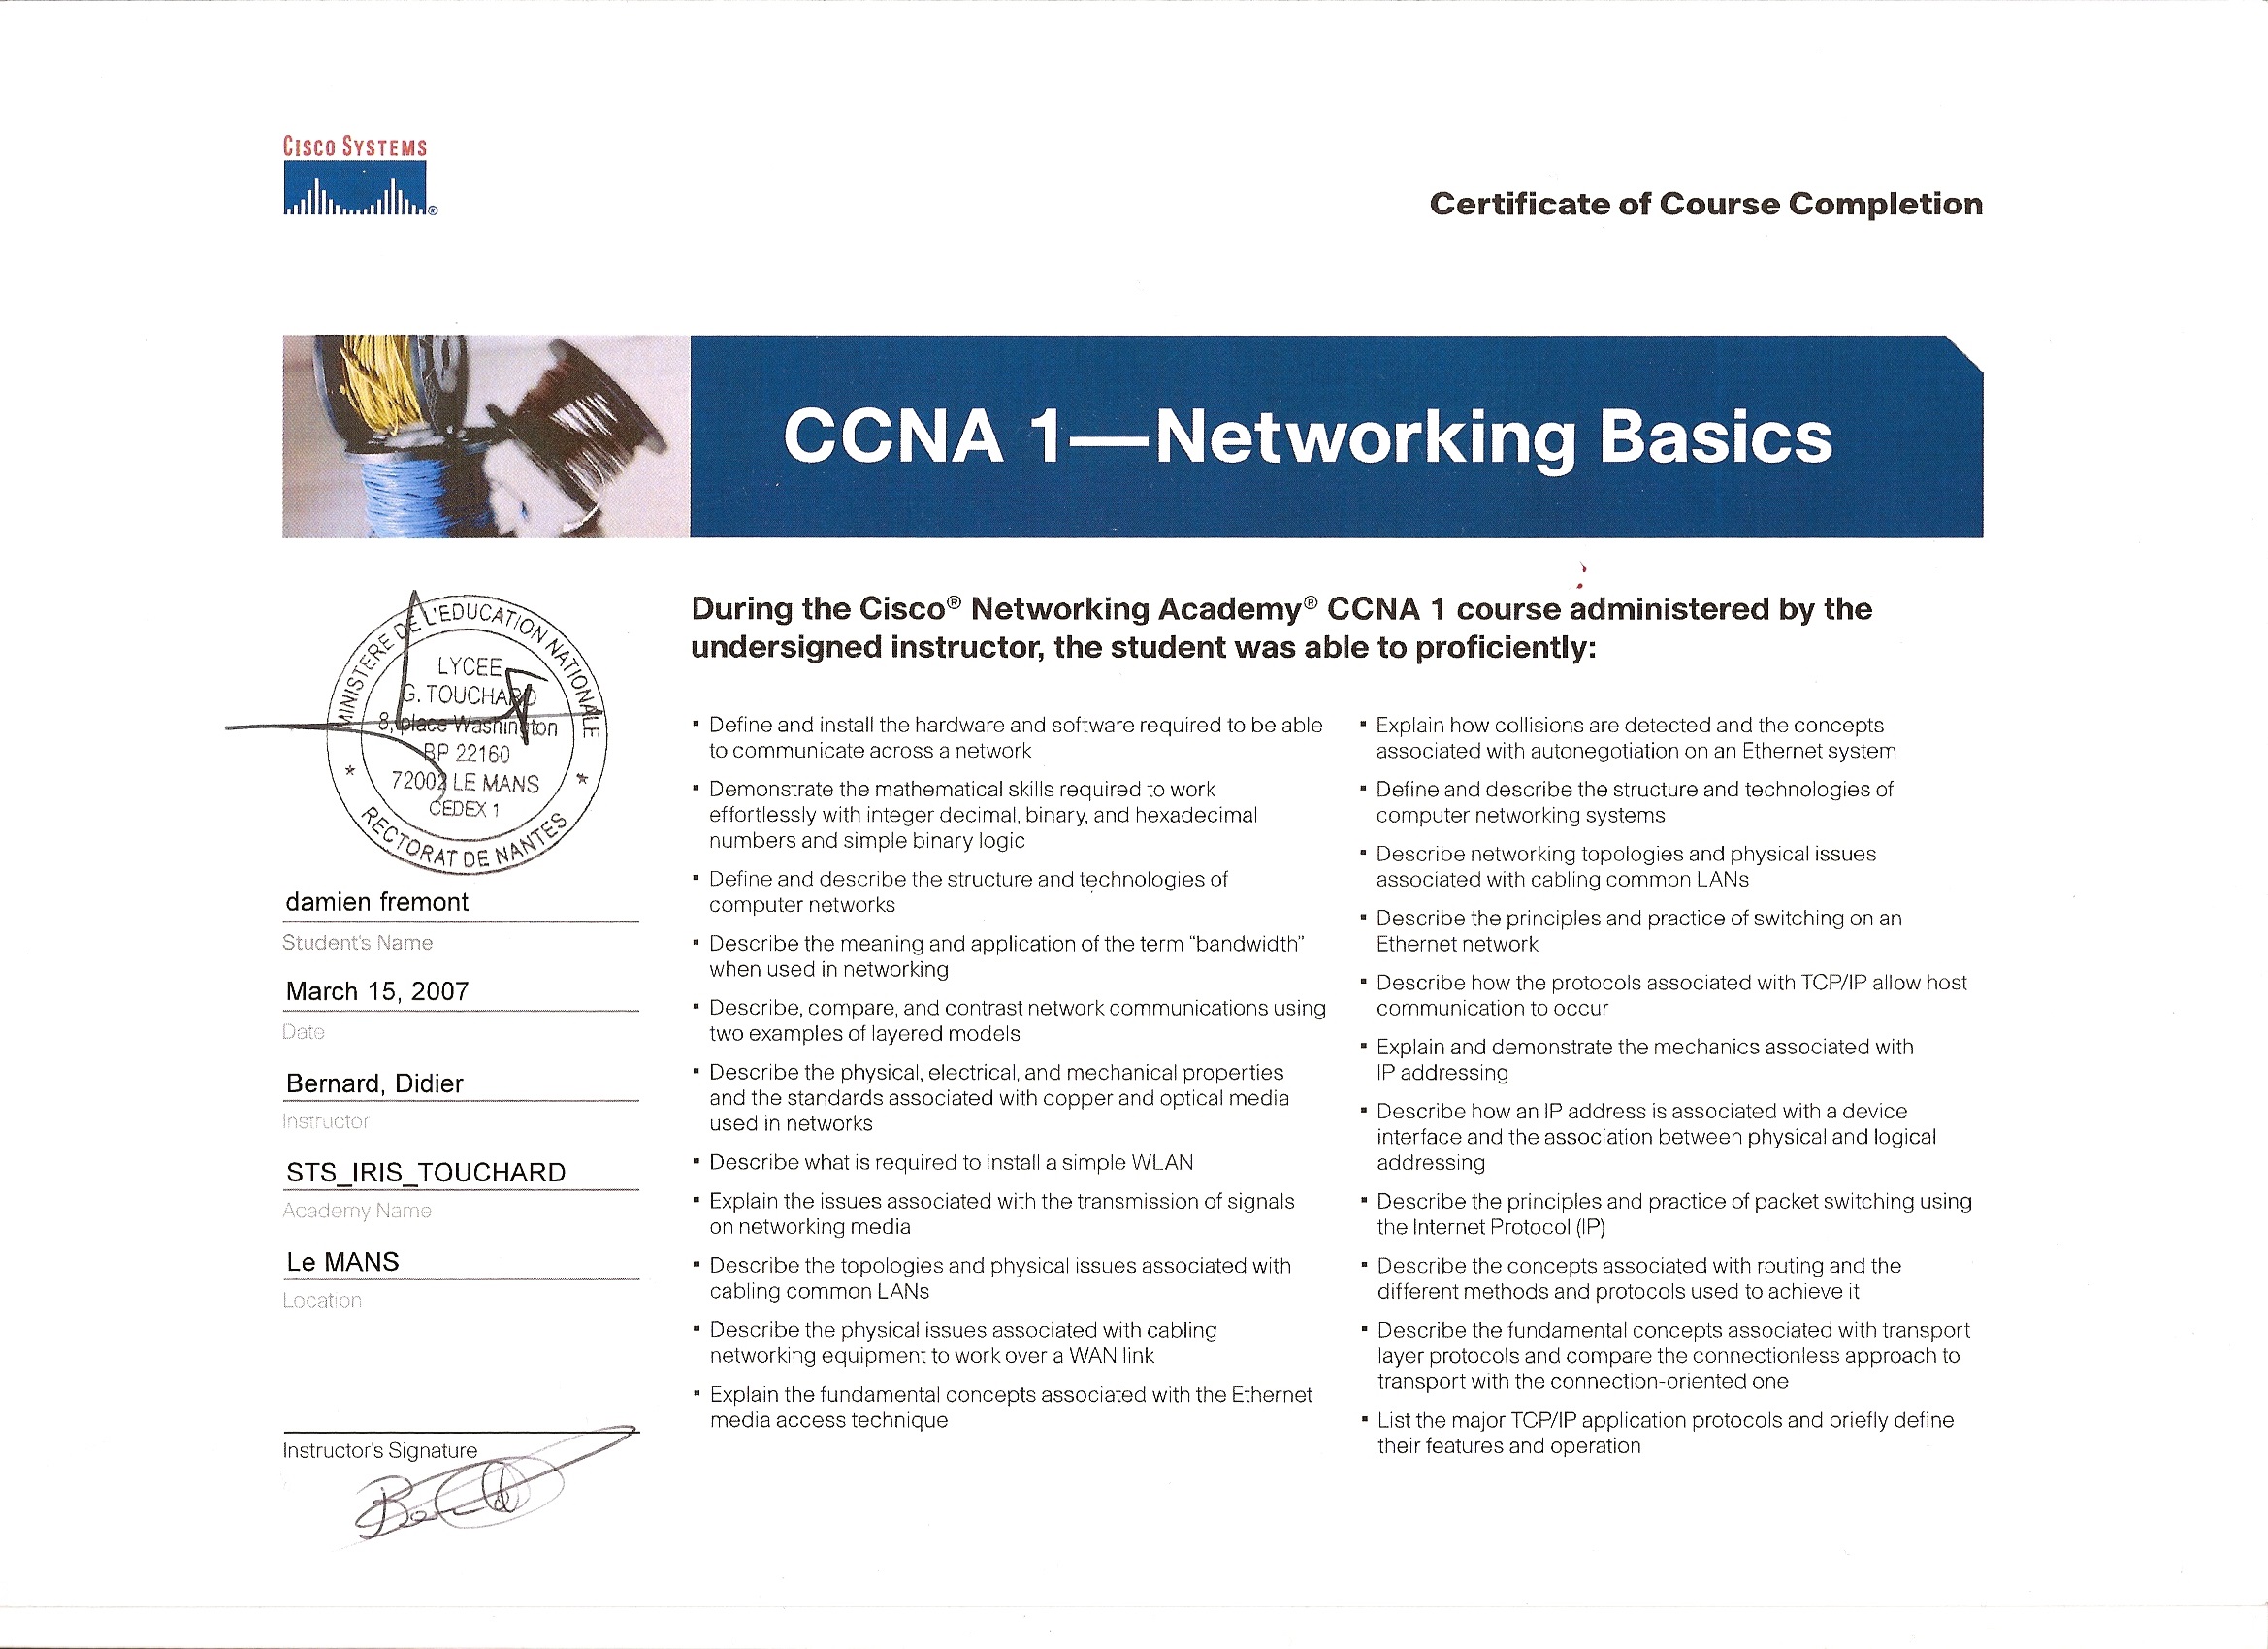 CISCO SYSTEMS
®
Certificate of Course Completion
CCNA 1—Networking Basics
MINISTERE DE L'EDUCATION NATIONALE
LYCEE
G. TOUCHARD
8, place Washington
BP 22160
72002 LE MANS
CEDEX 1
* *
RECTORAT DE NANTES
damien fremont
Student's Name
March 15, 2007
Date
Bernard, Didier
Instructor
STS_IRIS_TOUCHARD
Academy Name
Le MANS
Location
Instructor's Signature
During the Cisco® Networking Academy® CCNA 1 course administered by the
undersigned instructor, the student was able to proficiently:
▪ Define and install the hardware and software required to be able
to communicate across a network
▪ Demonstrate the mathematical skills required to work
effortlessly with integer decimal, binary, and hexadecimal
numbers and simple binary logic
▪ Define and describe the structure and technologies of
computer networks
▪ Describe the meaning and application of the term “bandwidth”
when used in networking
▪ Describe, compare, and contrast network communications using
two examples of layered models
▪ Describe the physical, electrical, and mechanical properties
and the standards associated with copper and optical media
used in networks
▪ Describe what is required to install a simple WLAN
▪ Explain the issues associated with the transmission of signals
on networking media
▪ Describe the topologies and physical issues associated with
cabling common LANs
▪ Describe the physical issues associated with cabling
networking equipment to work over a WAN link
▪ Explain the fundamental concepts associated with the Ethernet
media access technique
▪ Explain how collisions are detected and the concepts
associated with autonegotiation on an Ethernet system
▪ Define and describe the structure and technologies of
computer networking systems
▪ Describe networking topologies and physical issues
associated with cabling common LANs
▪ Describe the principles and practice of switching on an
Ethernet network
▪ Describe how the protocols associated with TCP/IP allow host
communication to occur
▪ Explain and demonstrate the mechanics associated with
IP addressing
▪ Describe how an IP address is associated with a device
interface and the association between physical and logical
addressing
▪ Describe the principles and practice of packet switching using
the Internet Protocol (IP)
▪ Describe the concepts associated with routing and the
different methods and protocols used to achieve it
▪ Describe the fundamental concepts associated with transport
layer protocols and compare the connectionless approach to
transport with the connection-oriented one
▪ List the major TCP/IP application protocols and briefly define
their features and operation